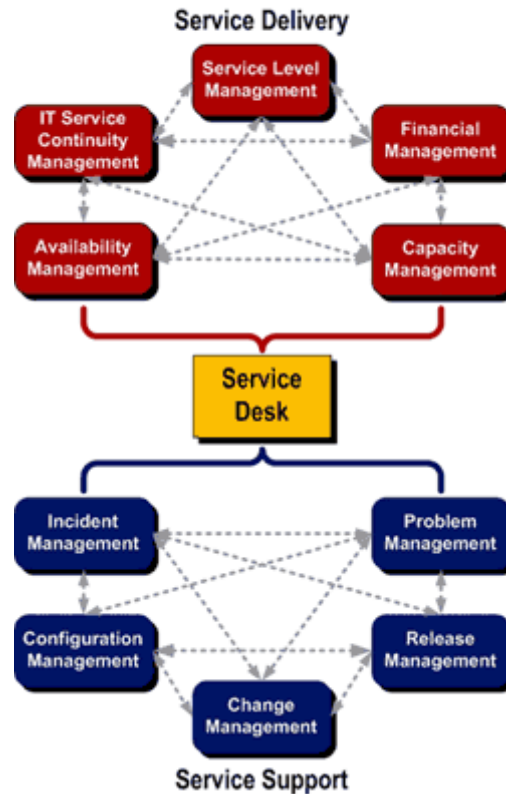 Service Delivery
Service Level
Management
IT Service
Continuity
Management
Financial
Management
Availability
Management
Capacity
Management
Service
Desk
Incident
Management
Problem
Management
Configuration
Management
Release
Management
Change
Management
Service Support